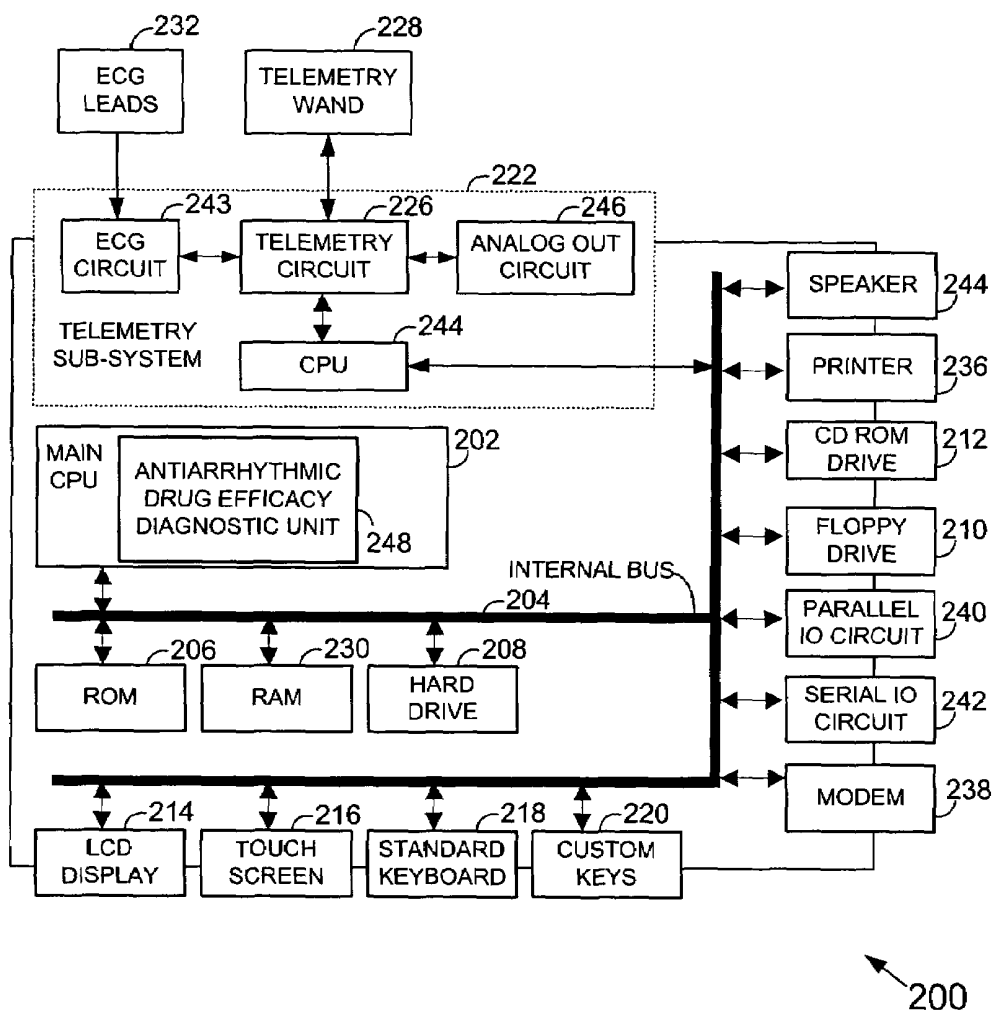 232
ECG
LEADS
228
TELEMETRY
WAND
222
243
ECG
CIRCUIT
226
TELEMETRY
CIRCUIT
246
ANALOG OUT
CIRCUIT
TELEMETRY
SUB-SYSTEM
244
CPU
SPEAKER
244
PRINTER
236
CD ROM
DRIVE
212
FLOPPY
DRIVE
210
PARALLEL
IO CIRCUIT
240
SERIAL IO
CIRCUIT
242
MODEM
238
MAIN
CPU
202
ANTIARRHYTHMIC
DRUG EFFICACY
DIAGNOSTIC UNIT
248
INTERNAL BUS
204
206
ROM
230
RAM
208
HARD
DRIVE
214
LCD
DISPLAY
216
TOUCH
SCREEN
218
STANDARD
KEYBOARD
220
CUSTOM
KEYS
200